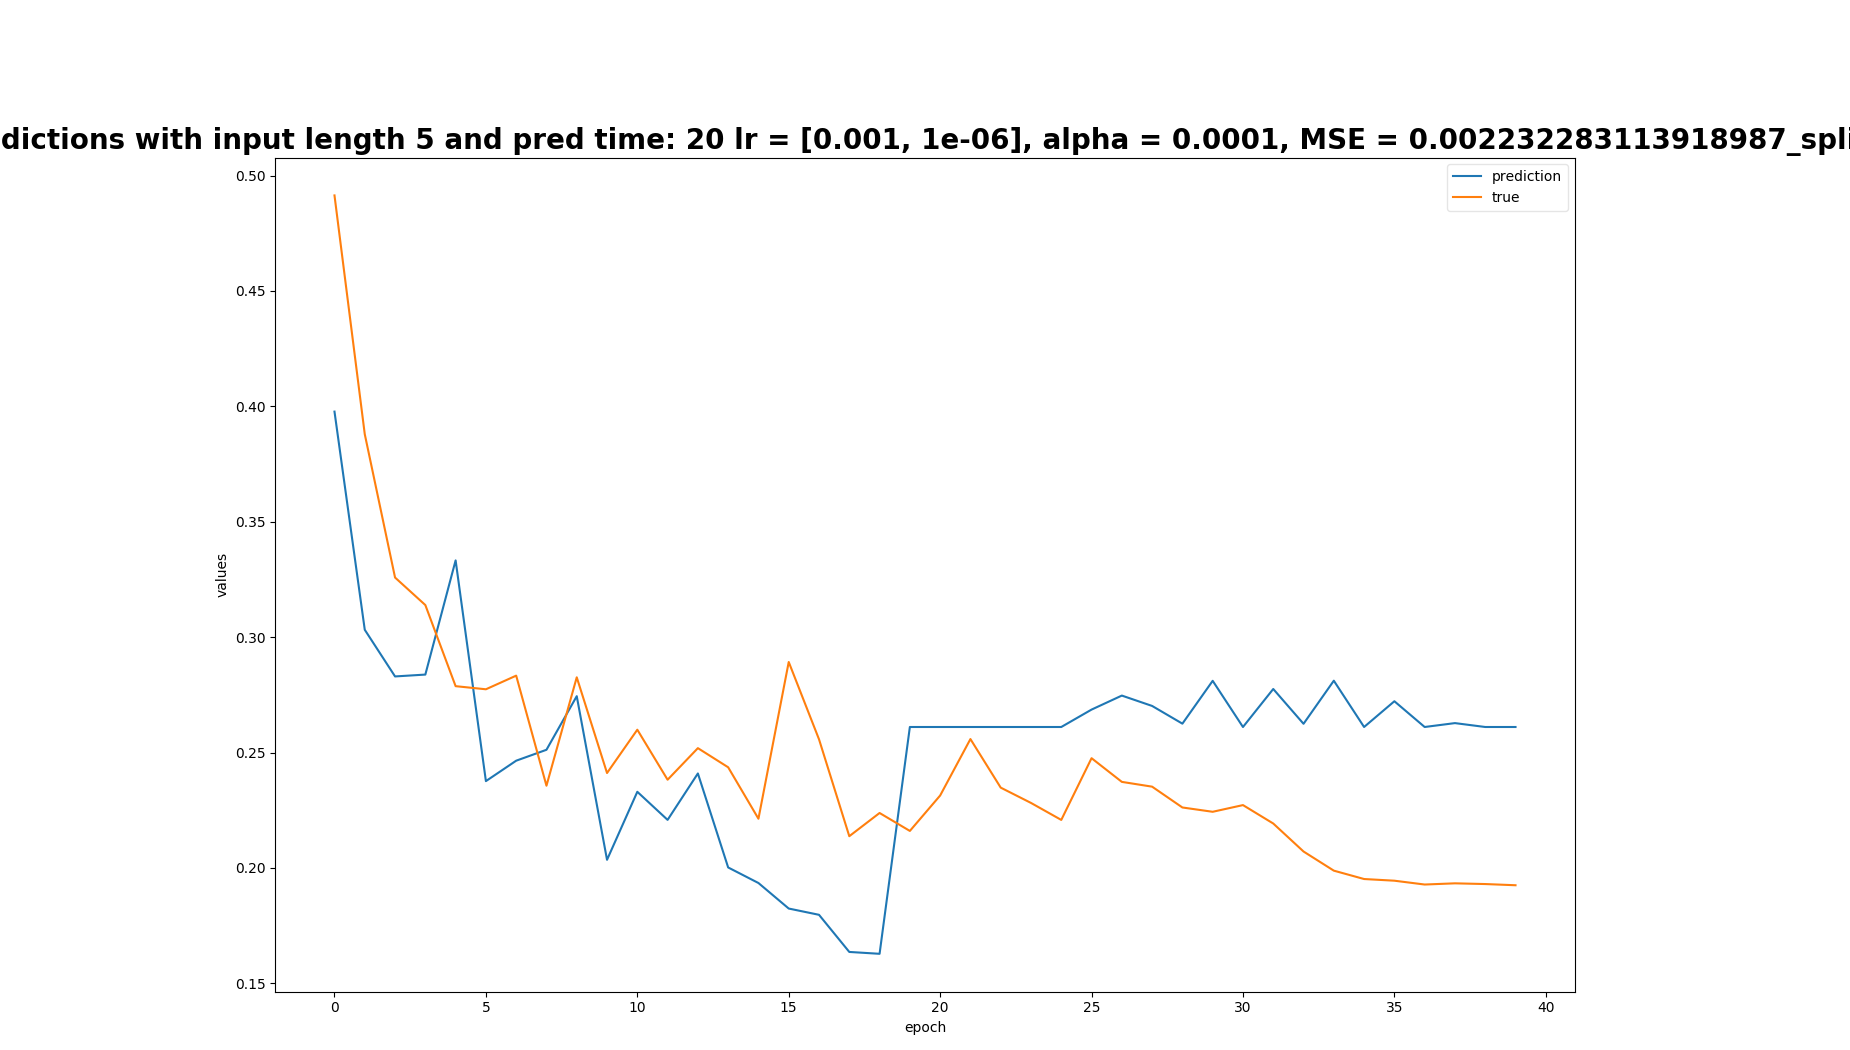 dictions with input length 5 and pred time: 20 lr = [0.001, 1e-06], alpha = 0.0001, MSE = 0.002232283113918987_spli
prediction
true
0.50
0.45
0.40
0.35
0.30
0.25
0.20
0.15
values
0 5 10 15 20 25 30 35 40
epoch